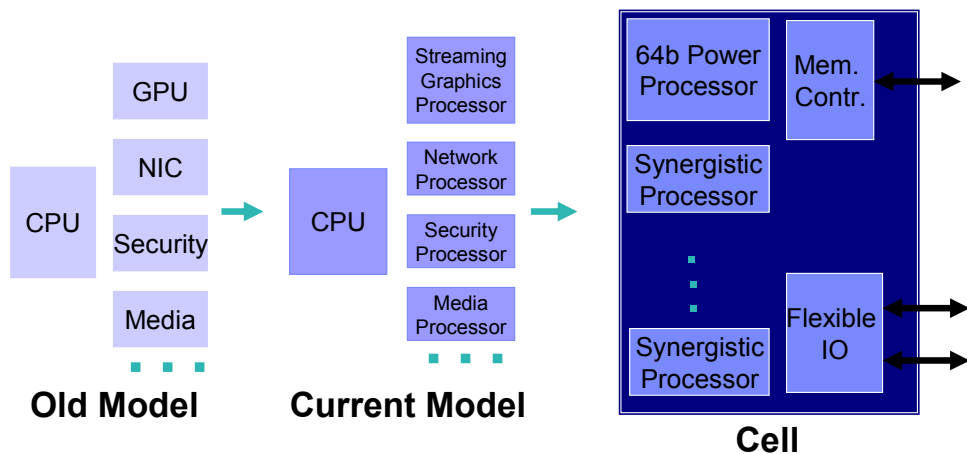 GPU
NIC
CPU
Security
Media
Old Model
Streaming
Graphics
Processor
Network
Processor
CPU
Security
Processor
Media
Processor
Current Model
64b Power
Processor
Mem.
Contr.
Synergistic
Processor
Synergistic
Processor
Flexible
IO
Cell